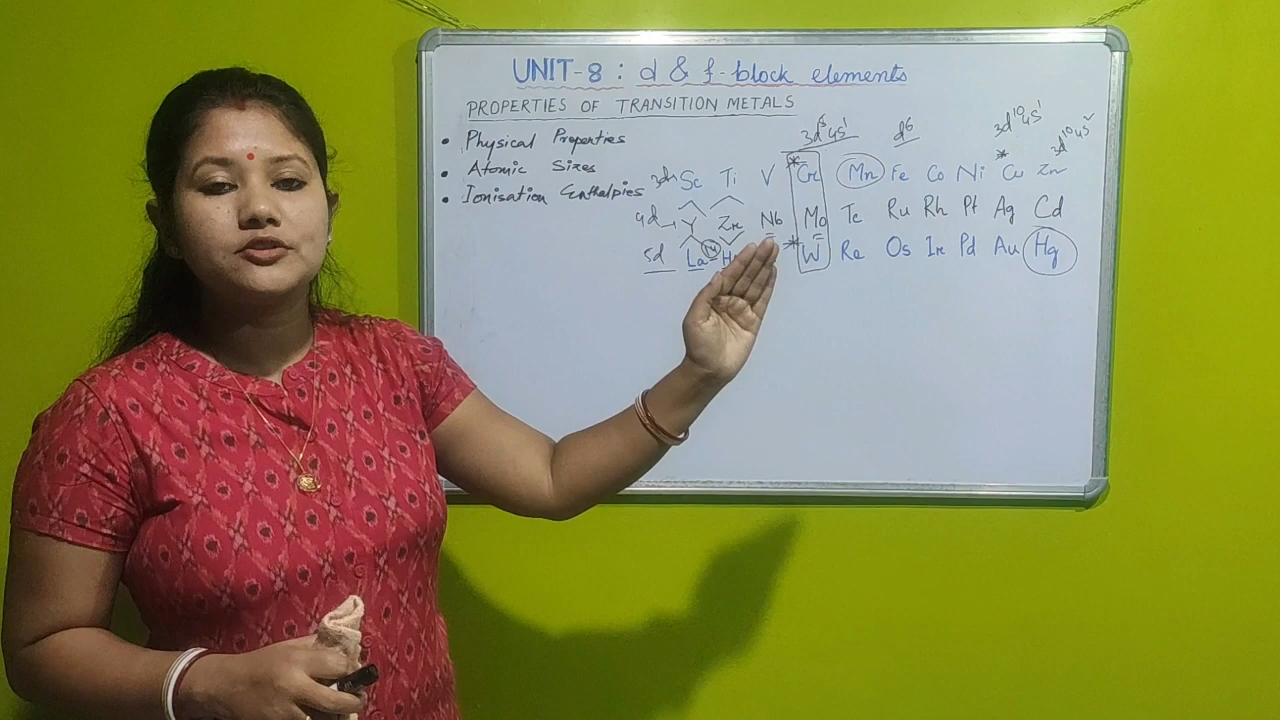 UNIT-8 : d & f-block elements
PROPERTIES OF TRANSITION METALS
• Physical Properties
• Atomic Sizes
• Ionisation Enthalpies
3d⁵4s¹ d⁶ 3d¹⁰4s¹ 3d¹⁰4s²
3d Sc Ti V * Cr Mn Fe Co Ni * Cu Zn
4d Y Zr Nb Mo Tc Ru Rh Pt Ag Cd
5d La H * W Re Os Ir Pd Au Hg